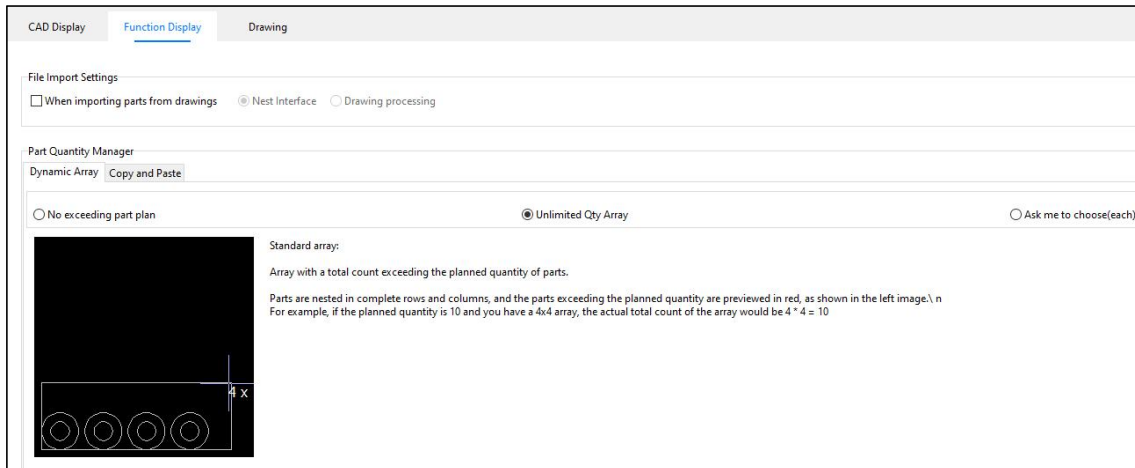 CAD Display Function Display Drawing
File Import Settings
When importing parts from drawings Nest Interface Drawing processing
Part Quantity Manager
Dynamic Array Copy and Paste
No exceeding part plan Unlimited Qty Array Ask me to choose(each)
Standard array:
Array with a total count exceeding the planned quantity of parts.
Parts are nested in complete rows and columns, and the parts exceeding the planned quantity are previewed in red, as shown in the left image.\ n
For example, if the planned quantity is 10 and you have a 4x4 array, the actual total count of the array would be 4 * 4 = 10
4 x